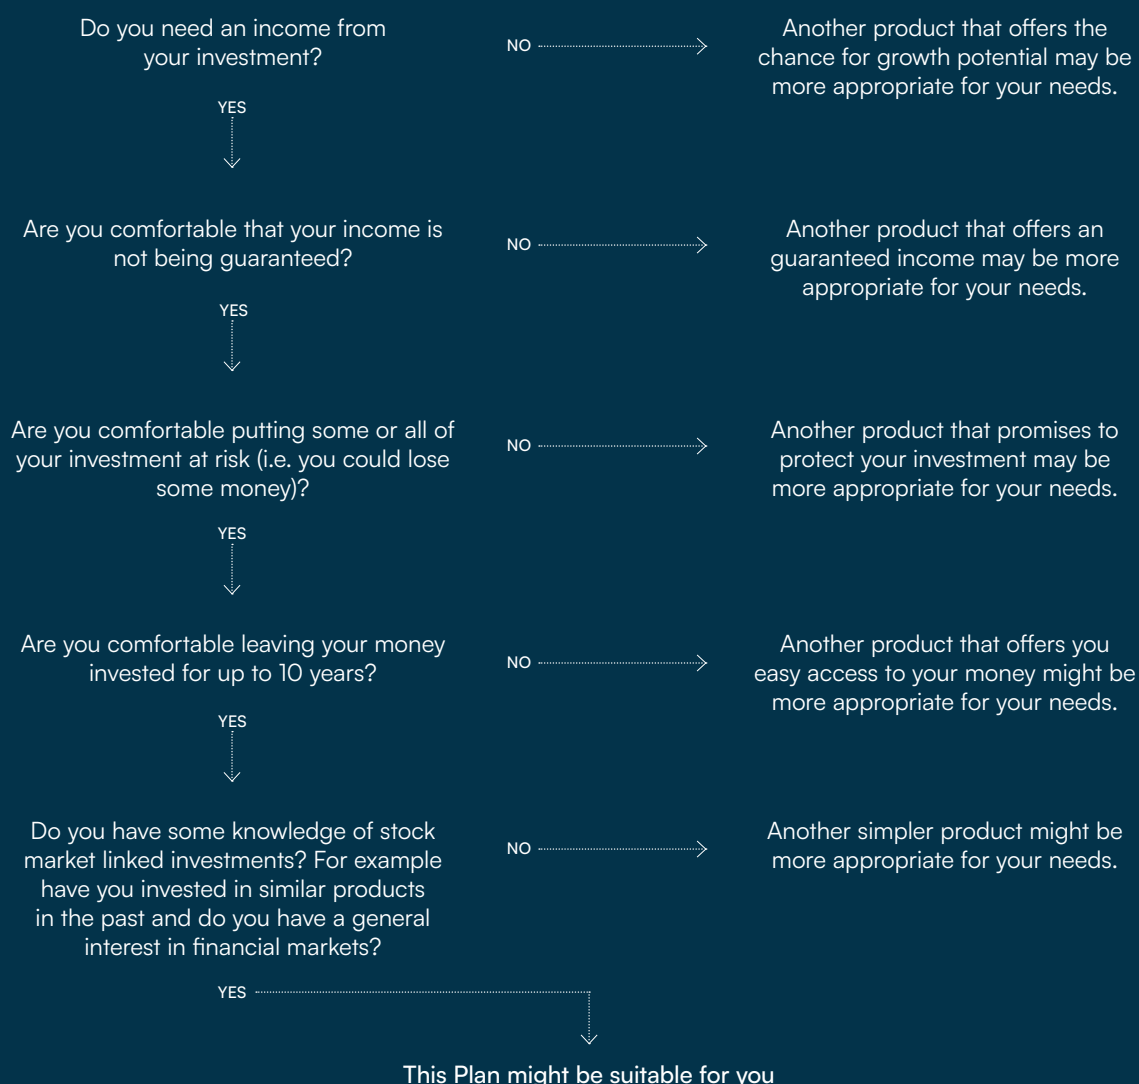 Do you need an income from
your investment?
NO
Another product that offers the
chance for growth potential may be
more appropriate for your needs.
YES
Are you comfortable that your income is
not being guaranteed?
NO
Another product that offers an
guaranteed income may be more
appropriate for your needs.
YES
Are you comfortable putting some or all of
your investment at risk (i.e. you could lose
some money)?
NO
Another product that promises to
protect your investment may be
more appropriate for your needs.
YES
Are you comfortable leaving your money
invested for up to 10 years?
NO
Another product that offers you
easy access to your money might be
more appropriate for your needs.
YES
Do you have some knowledge of stock
market linked investments? For example
have you invested in similar products
in the past and do you have a general
interest in financial markets?
NO
Another simpler product might be
more appropriate for your needs.
YES
This Plan might be suitable for you